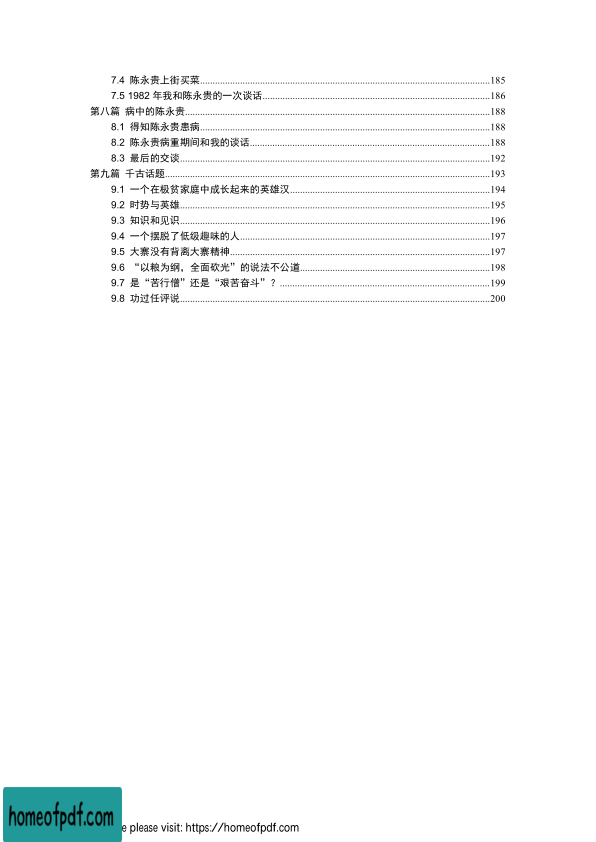 7.4 陈永贵上街买菜........................................185
7.5 1982 年我和陈永贵的一次谈话........................................186
第八篇 病中的陈永贵........................................188
8.1 得知陈永贵患病........................................188
8.2 陈永贵病重期间和我的谈话........................................188
8.3 最后的交谈........................................192
第九篇 千古话题........................................193
9.1 一个在极贫家庭中成长起来的英雄汉........................................194
9.2 时势与英雄........................................195
9.3 知识和见识........................................196
9.4 一个摆脱了低级趣味的人........................................197
9.5 大寨没有背离大寨精神........................................197
9.6 “以粮为纲，全面砍光”的说法不公道........................................198
9.7 是“苦行僧”还是“艰苦奋斗”？........................................199
9.8 功过任评说........................................200
homeofpdf.com
e please visit: https://homeofpdf.com